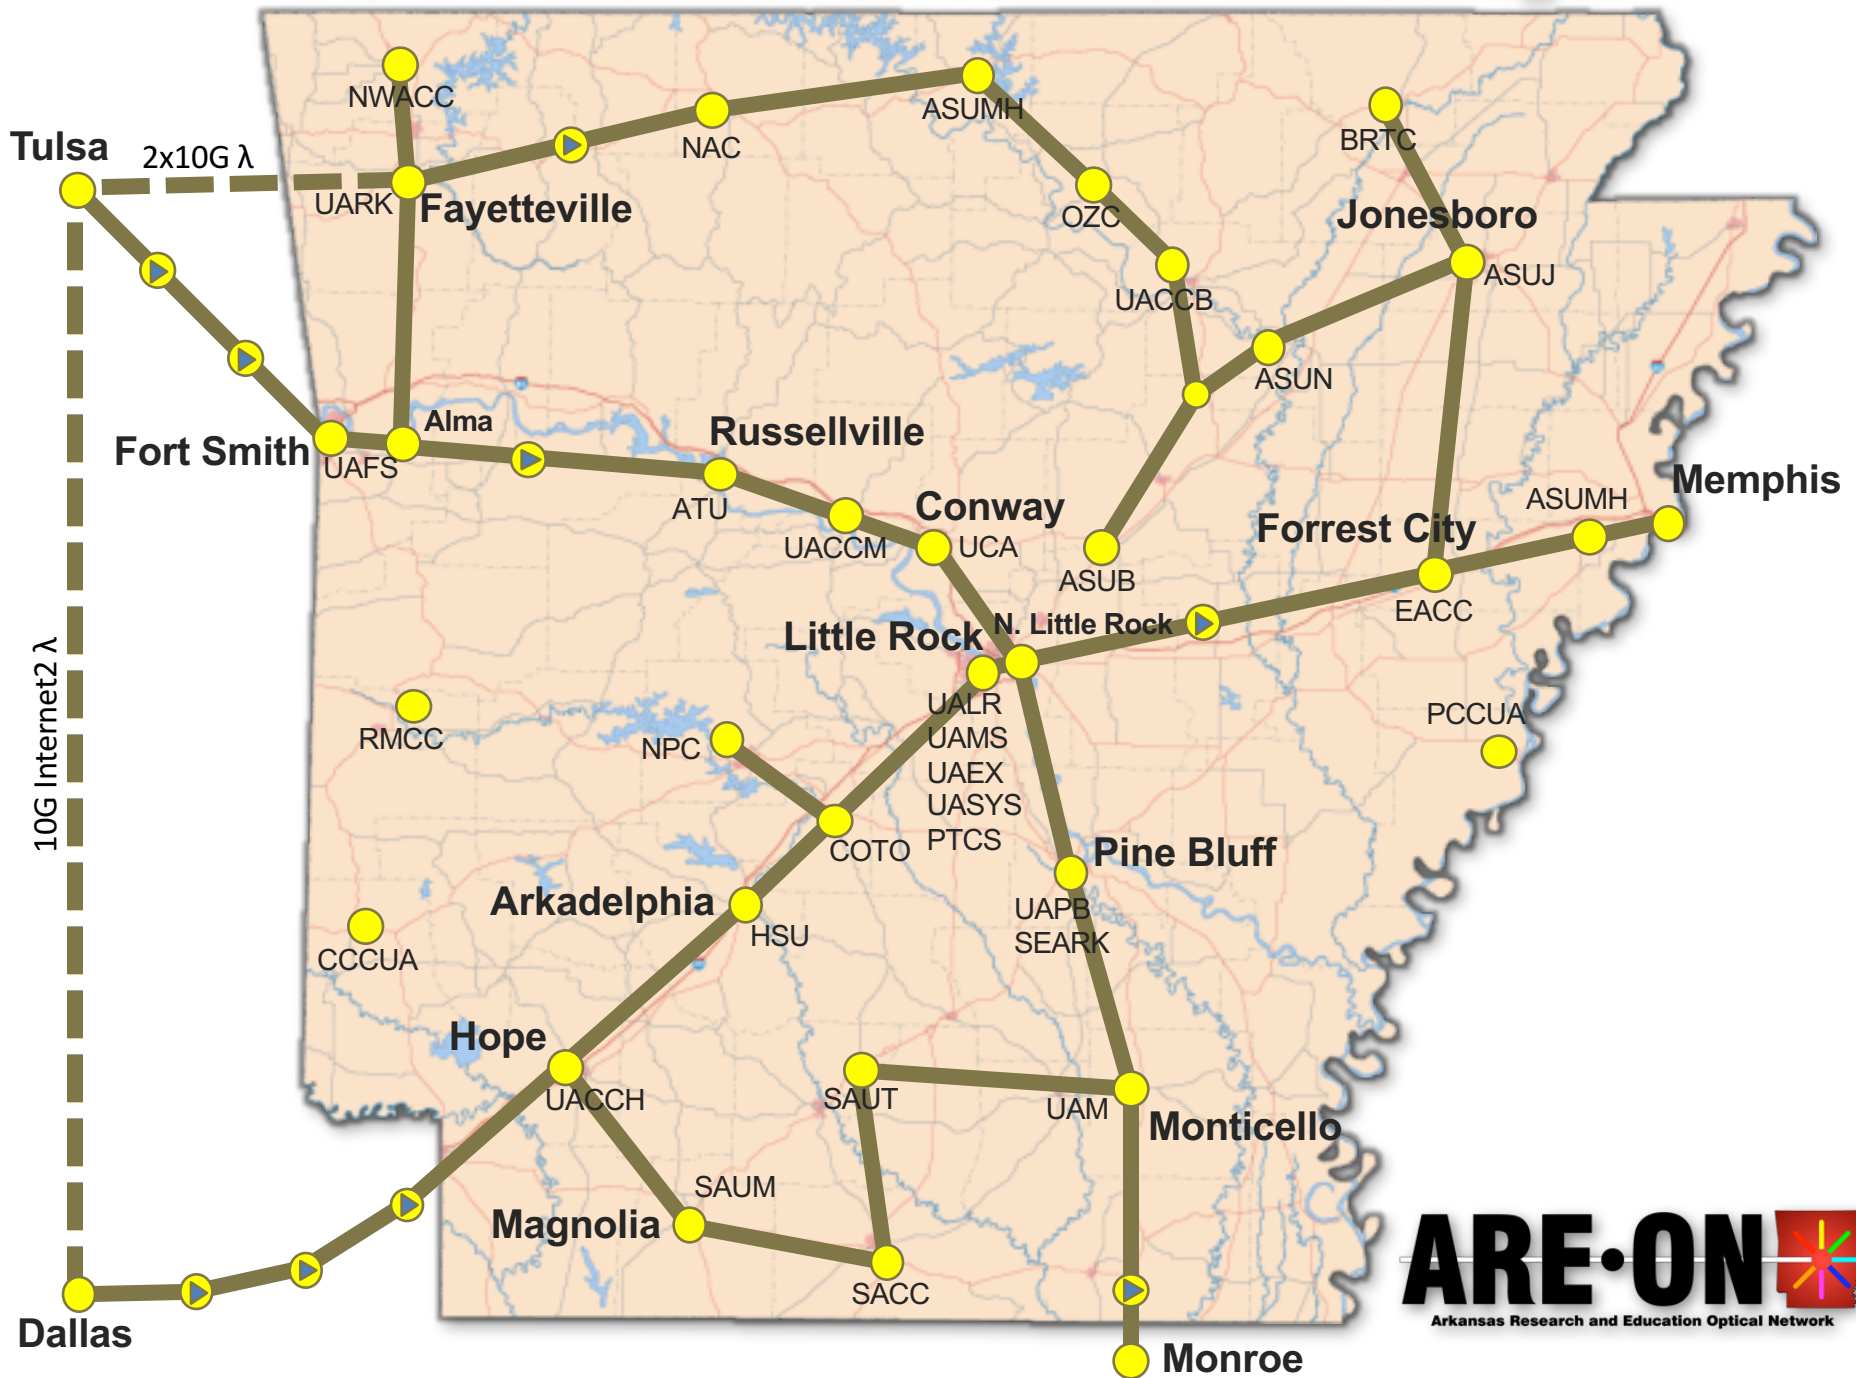 NWACC
ASUMH
NAC
BRTC
Tulsa
2x10G λ
UARK
Fayetteville
OZC
Jonesboro
ASUJ
UACCB
ASUN
Alma
Fort Smith
UAFS
Russellville
ATU
UACCM
Conway
UCA
ASUB
Memphis
ASUMH
Forrest City
EACC
Little Rock
N. Little Rock
UALR
UAMS
UAEX
UASYS
PTCS
10G Internet2 λ
RMCC
NPC
PCCUA
COTO
Pine Bluff
UAPB
SEARK
Arkadelphia
HSU
CCCUA
Hope
UACCH
SAUT
UAM
Monticello
SAUM
Magnolia
SACC
Dallas
Monroe
ARE•ON
Arkansas Research and Education Optical Network